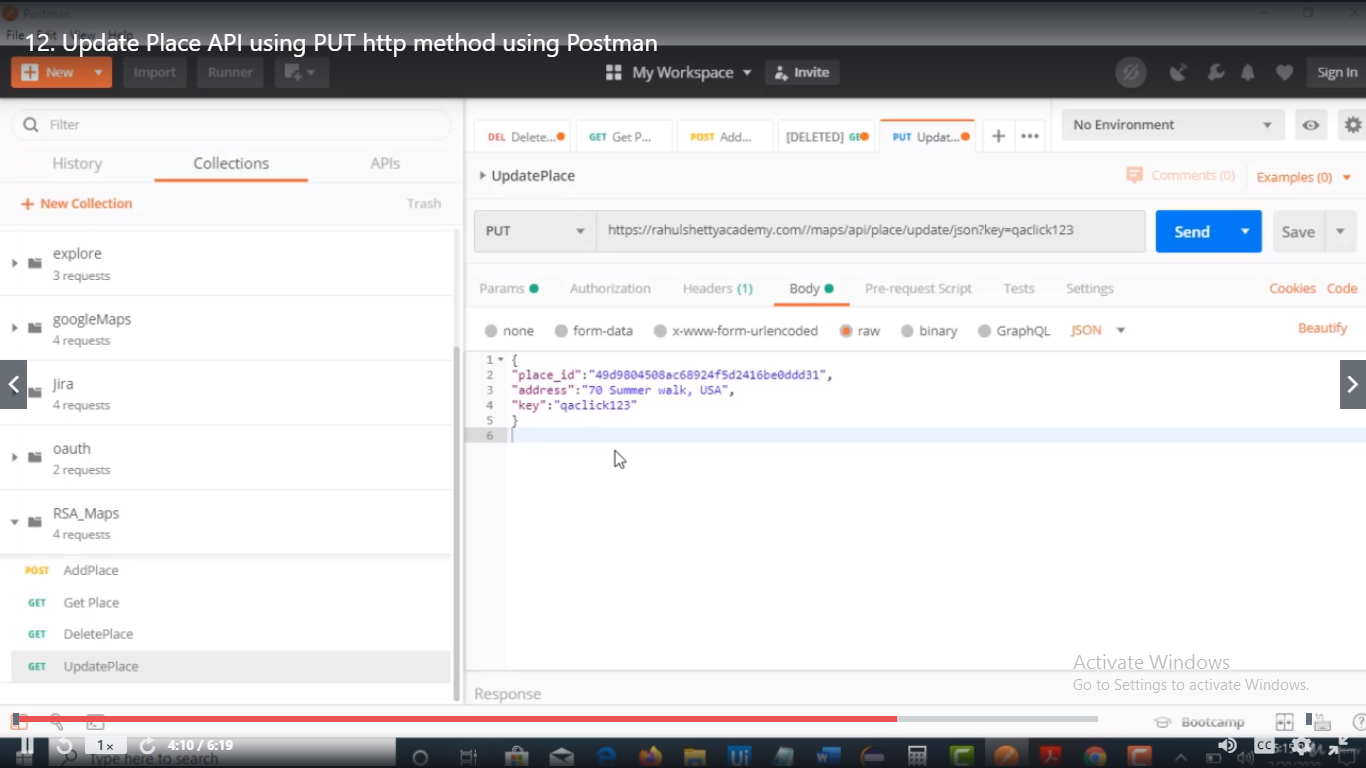 Postman
File Edit View Help
12. Update Place API using PUT http method using Postman
New Import Runner My Workspace Invite Sign In
Filter
History Collections APIs
New Collection Trash
explore
3 requests
googleMaps
4 requests
Jira
4 requests
oauth
2 requests
RSA_Maps
4 requests
POST AddPlace
GET Get Place
GET DeletePlace
GET UpdatePlace
DEL Delete... GET Get P... POST Add... [DELETED] GE PUT Updat... + ••• No Environment
UpdatePlace Comments (0) Examples (0)
PUT https://rahulshettyacademy.com//maps/api/place/update/json?key=qaclick123 Send Save
Params Authorization Headers (1) Body Pre-request Script Tests Settings Cookies Code
none form-data x-www-form-urlencoded raw binary GraphQL JSON Beautify
1 {
2 "place_id":"49d9804508ac68924f5d2416be0ddd31",
3 "address":"70 Summer walk, USA",
4 "key":"qaclick123"
5 }
6
Activate Windows
Go to Settings to activate Windows.
Response
Bootcamp
1x 4:10 / 6:19
Type here to search
Ui
CC